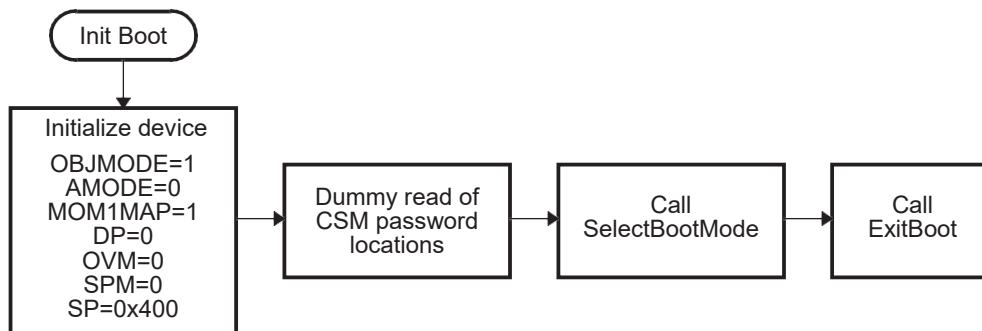 Init Boot
Initialize device
OBJMODE=1
AMODE=0
MOM1MAP=1
DP=0
OVM=0
SPM=0
SP=0x400
Dummy read of
CSM password
locations
Call
SelectBootMode
Call
ExitBoot